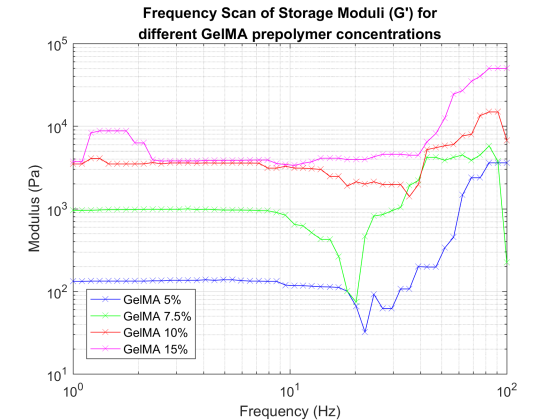 Frequency Scan of Storage Moduli (G') for
different GelMA prepolymer concentrations
10^5
10^4
10^3
10^2
10^1
Modulus (Pa)
GelMA 5%
GelMA 7.5%
GelMA 10%
GelMA 15%
10^0
10^1
10^2
Frequency (Hz)